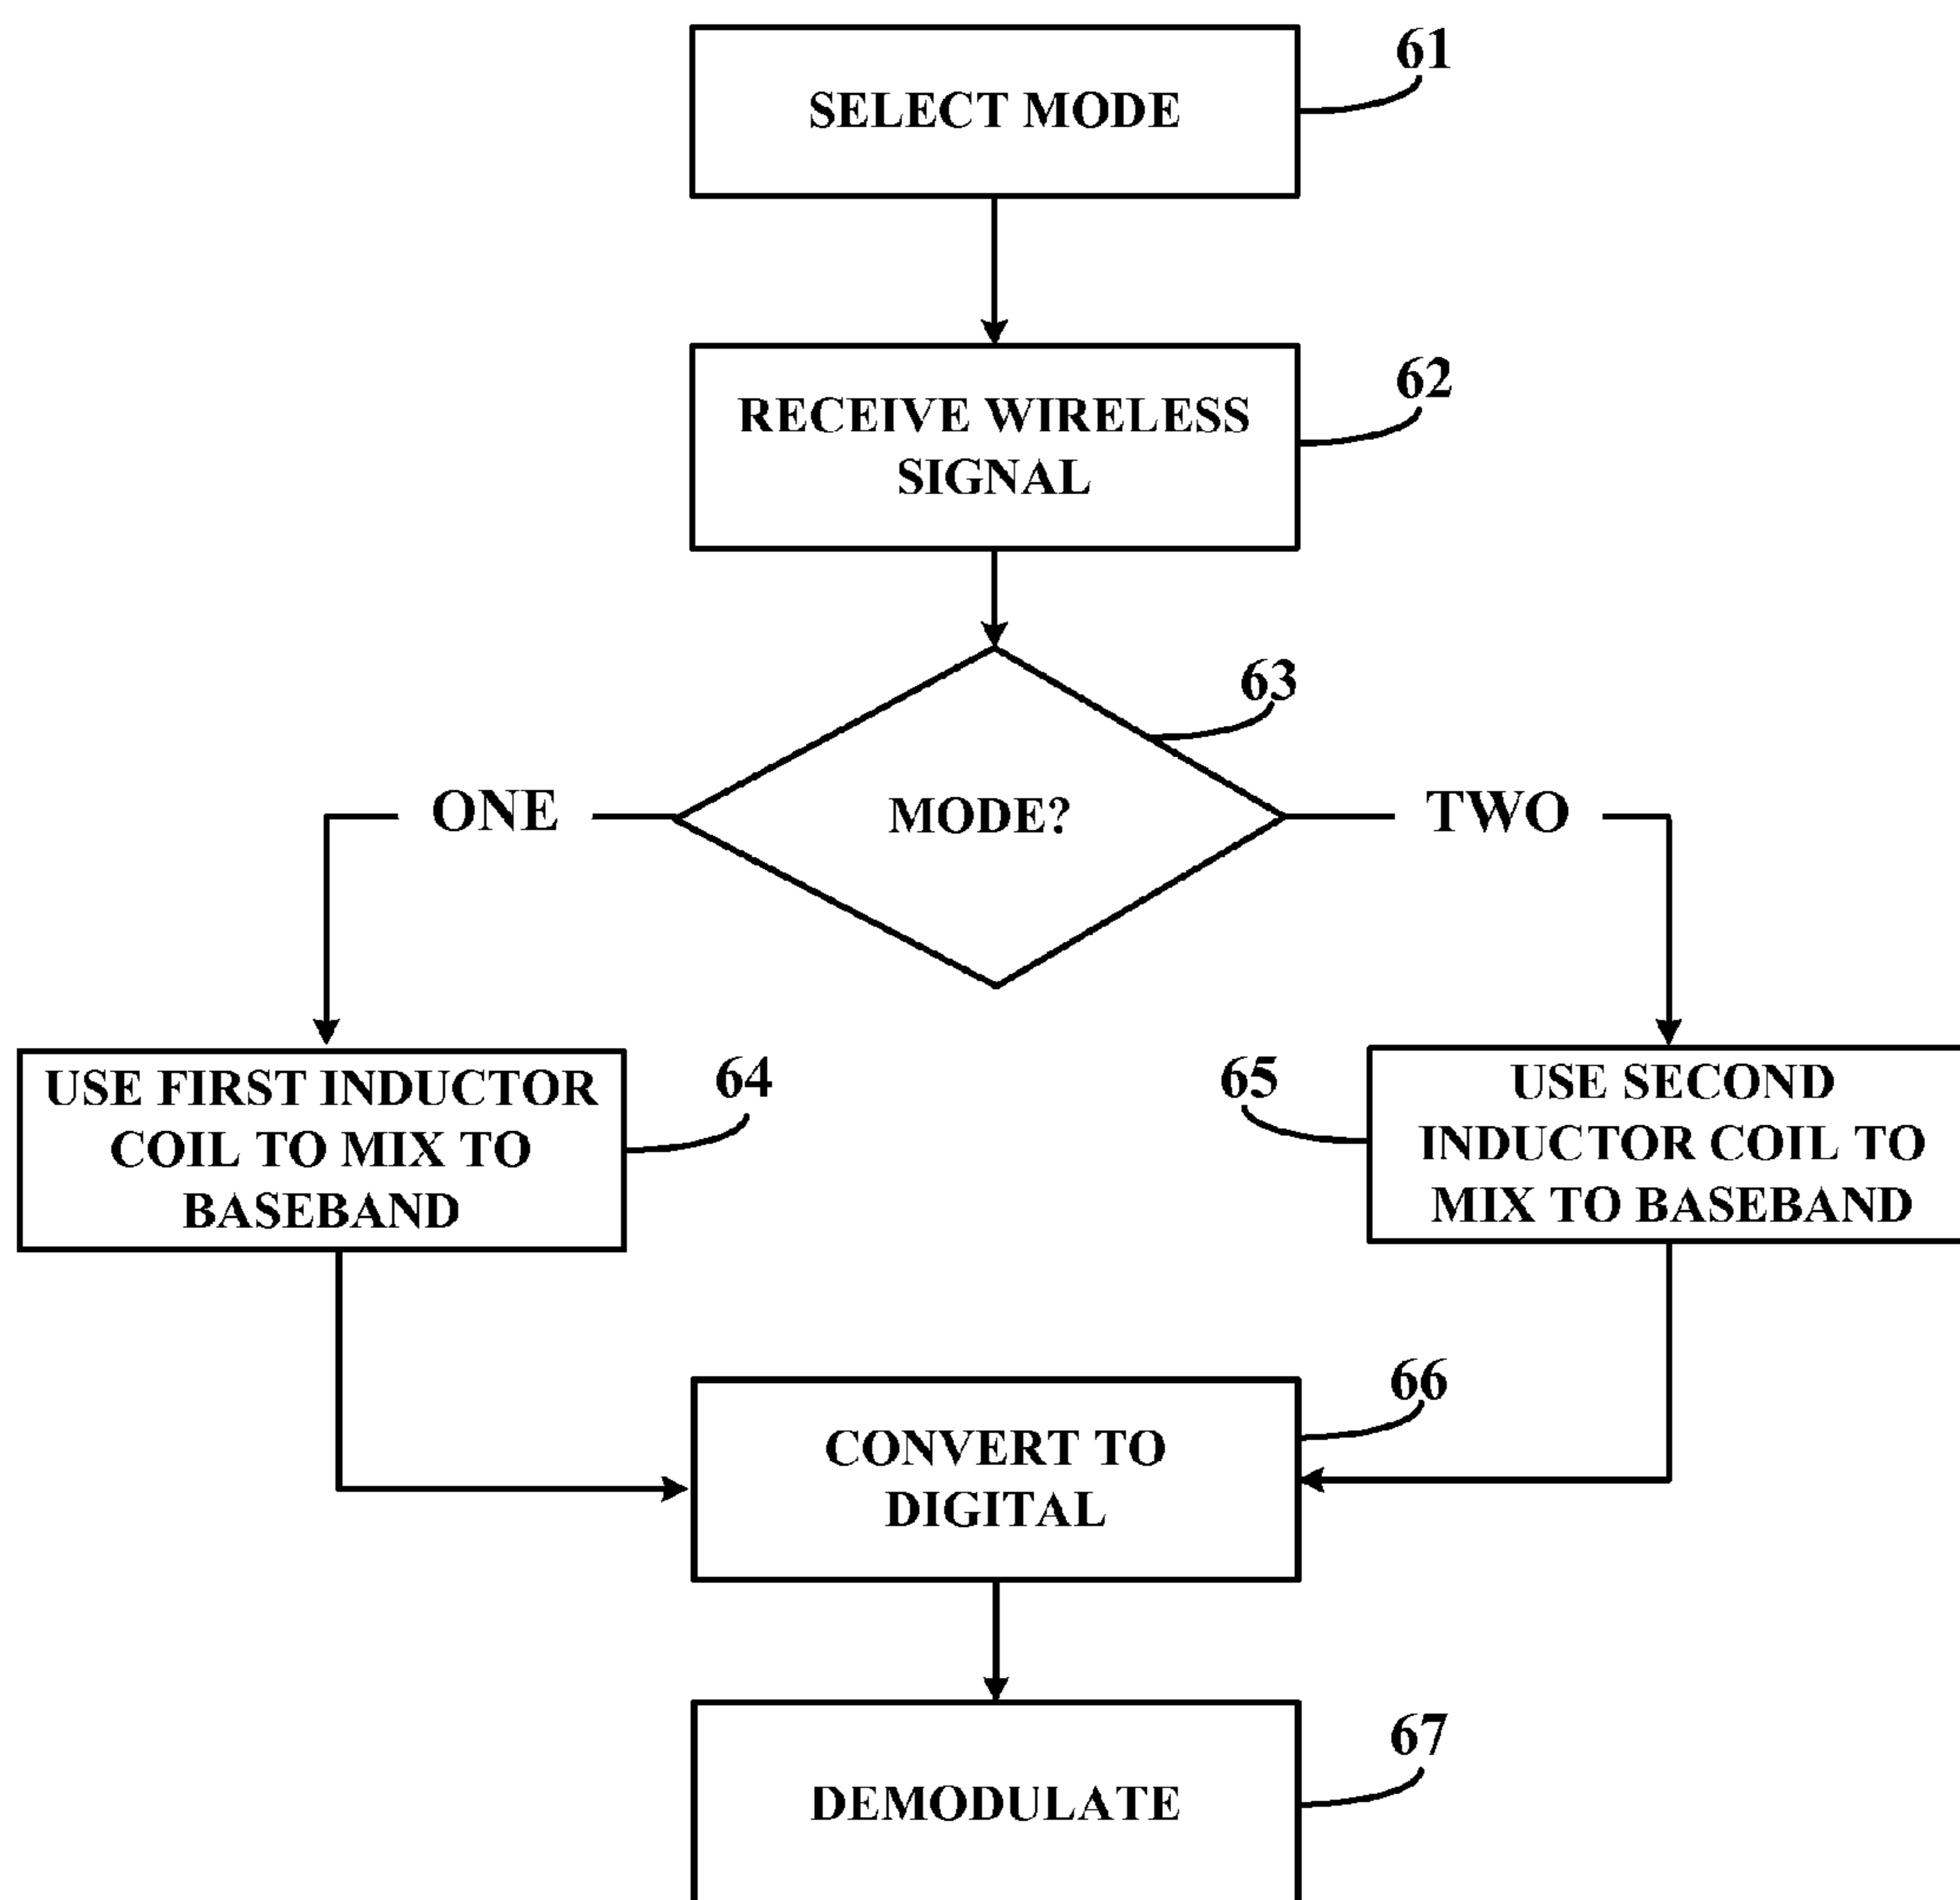 SELECT MODE
61
RECEIVE WIRELESS
SIGNAL
62
63
MODE?
ONE
TWO
USE FIRST INDUCTOR
COIL TO MIX TO
BASEBAND
64
65
USE SECOND
INDUCTOR COIL TO
MIX TO BASEBAND
CONVERT TO
DIGITAL
66
DEMODULATE
67